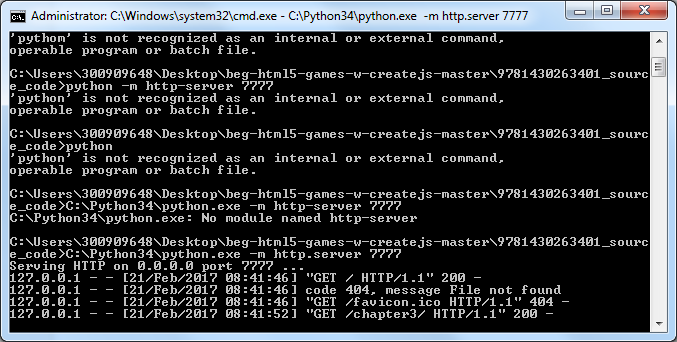 Administrator: C:\Windows\system32\cmd.exe - C:\Python34\python.exe -m http.server 7777
'pythom' is not recognized as an internal or external command,
operable program or batch file.
C:\Users\300909648\Desktop\beg-html5-games-w-createjs-master\9781430263401_sourc
e_code>python -m http-server 7777
'python' is not recognized as an internal or external command,
operable program or batch file.
C:\Users\300909648\Desktop\beg-html5-games-w-createjs-master\9781430263401_sourc
e_code>python
'python' is not recognized as an internal or external command,
operable program or batch file.
C:\Users\300909648\Desktop\beg-html5-games-w-createjs-master\9781430263401_sourc
e_code>C:\Python34\python.exe -m http-server 7777
C:\Python34\python.exe: No module named http-server
C:\Users\300909648\Desktop\beg-html5-games-w-createjs-master\9781430263401_sourc
e_code>C:\Python34\python.exe -m http.server 7777
Serving HTTP on 0.0.0.0 port 7777 ...
127.0.0.1 - - [21/Feb/2017 08:41:46] "GET / HTTP/1.1" 200 -
127.0.0.1 - - [21/Feb/2017 08:41:46] code 404, message File not found
127.0.0.1 - - [21/Feb/2017 08:41:46] "GET /favicon.ico HTTP/1.1" 404 -
127.0.0.1 - - [21/Feb/2017 08:41:52] "GET /chapter3/ HTTP/1.1" 200 -